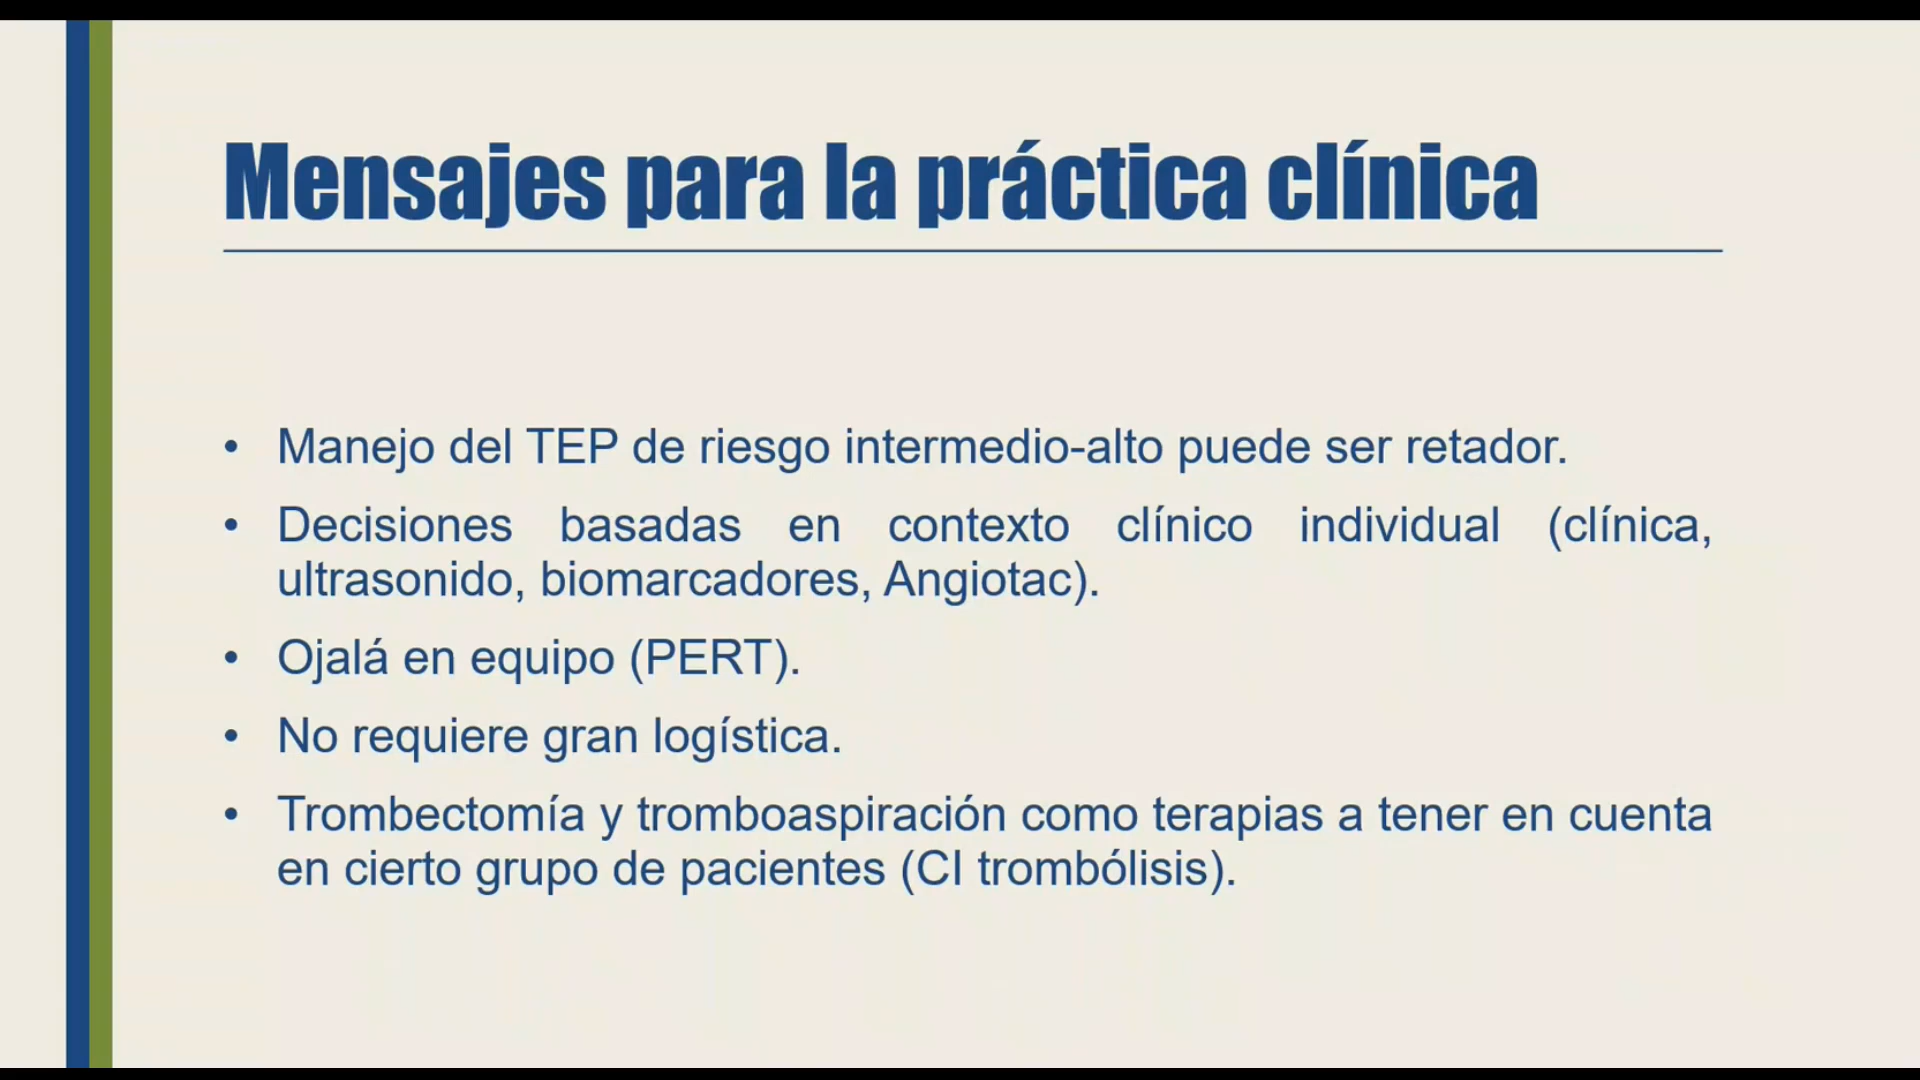 Mensajes para la práctica clínica
• Manejo del TEP de riesgo intermedio-alto puede ser retador.
• Decisiones basadas en contexto clínico individual (clínica,
ultrasonido, biomarcadores, Angiotac).
• Ojalá en equipo (PERT).
• No requiere gran logística.
• Trombectomía y tromboaspiración como terapias a tener en cuenta
en cierto grupo de pacientes (CI trombólisis).